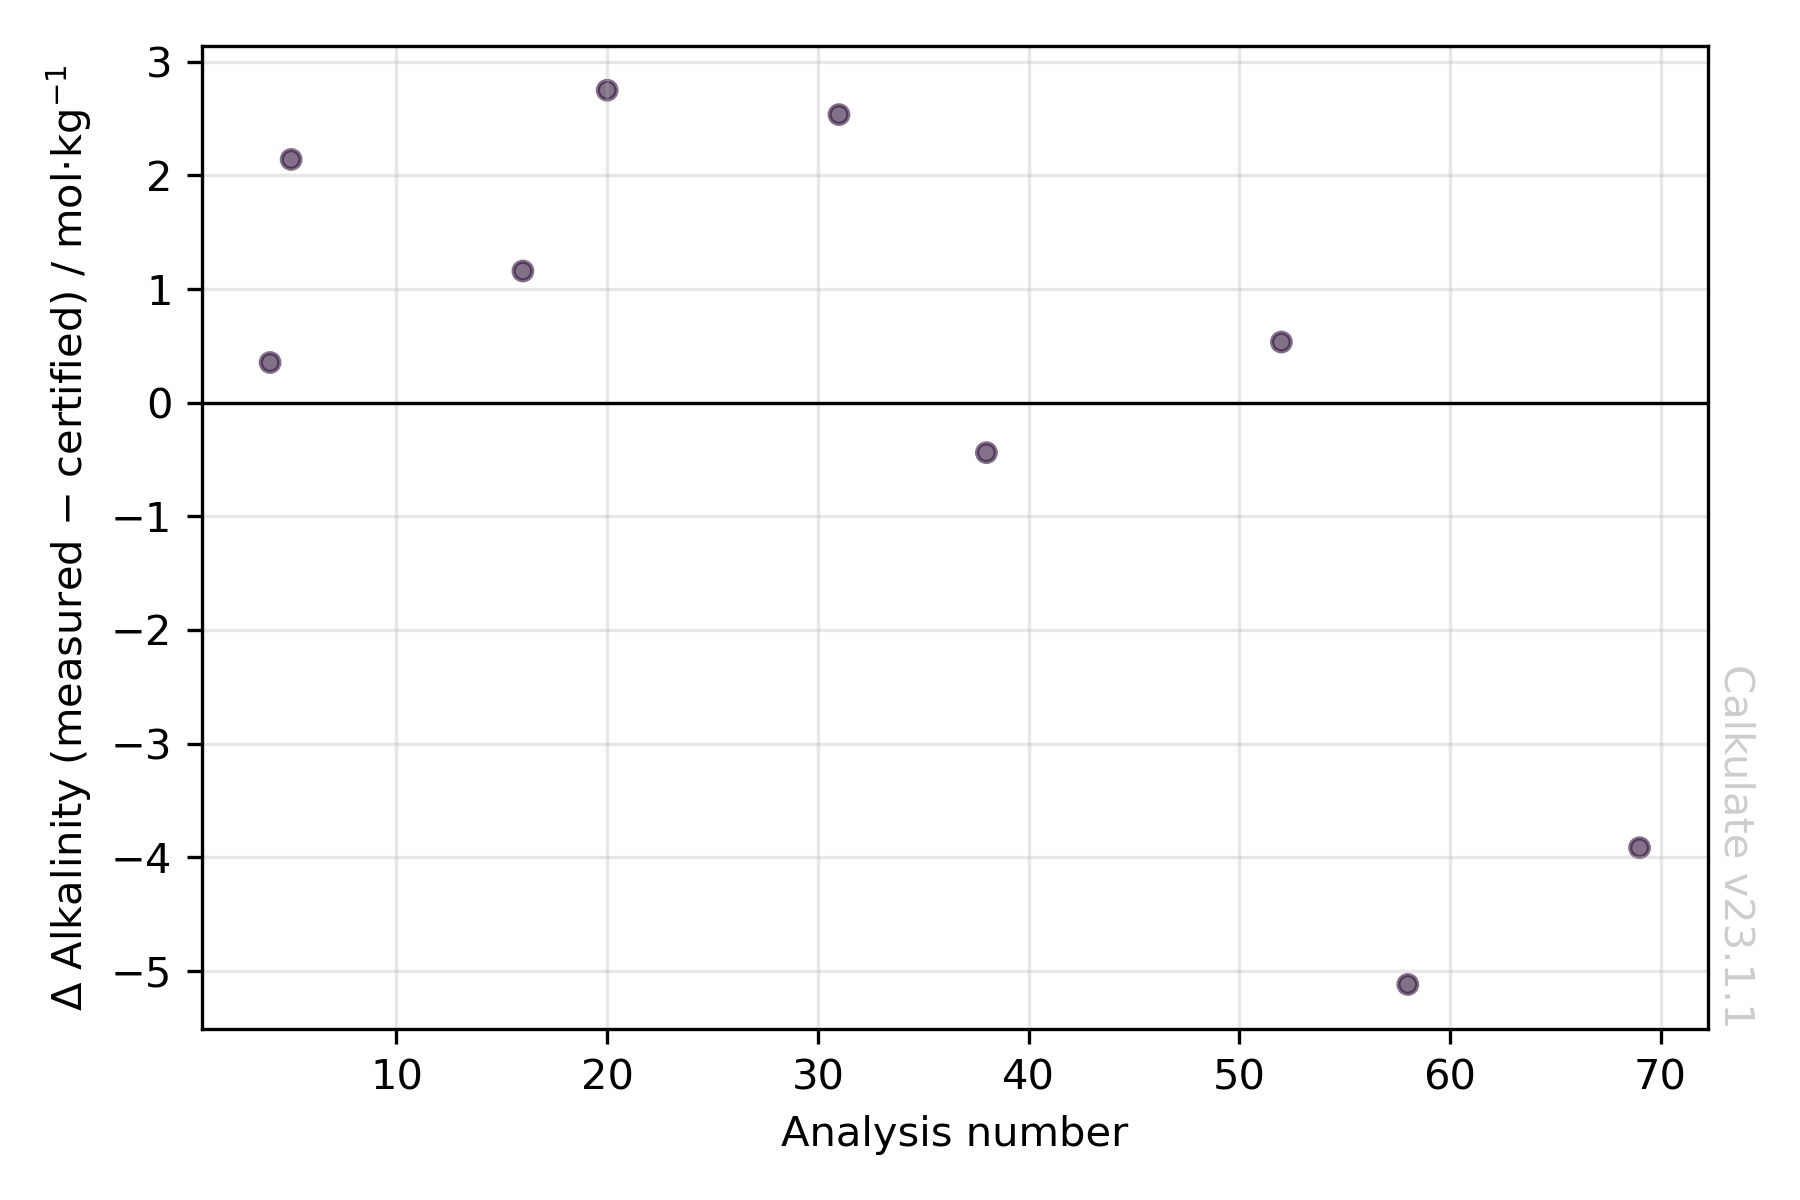 Δ Alkalinity (measured − certified) / mol·kg⁻¹
3
2
1
0
−1
−2
−3
−4
−5
10 20 30 40 50 60 70
Analysis number
Calkulate v23.1.1